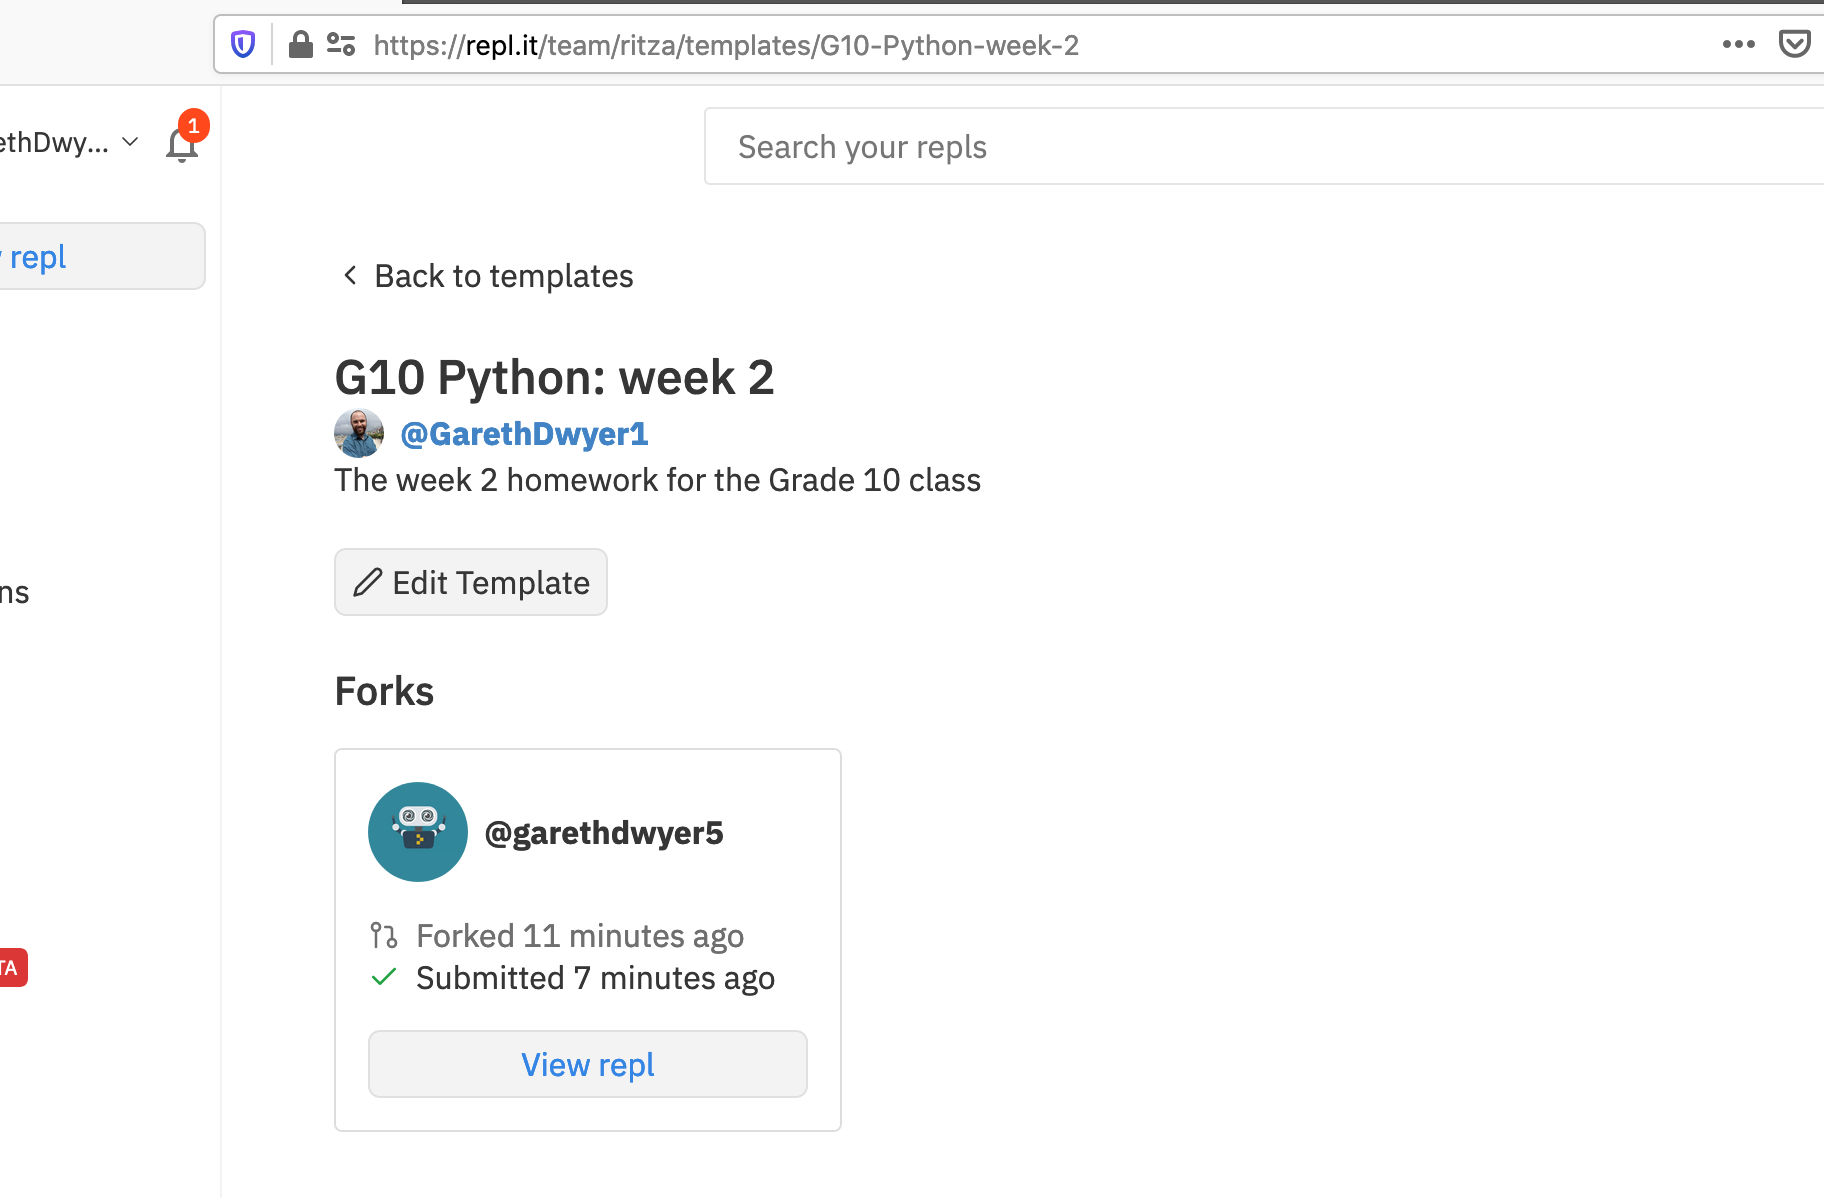 https://repl.it/team/ritza/templates/G10-Python-week-2
ethDwy...
1
Search your repls
repl
Back to templates
G10 Python: week 2
@GarethDwyer1
The week 2 homework for the Grade 10 class
Edit Template
ns
Forks
@garethdwyer5
Forked 11 minutes ago
TA
Submitted 7 minutes ago
View repl